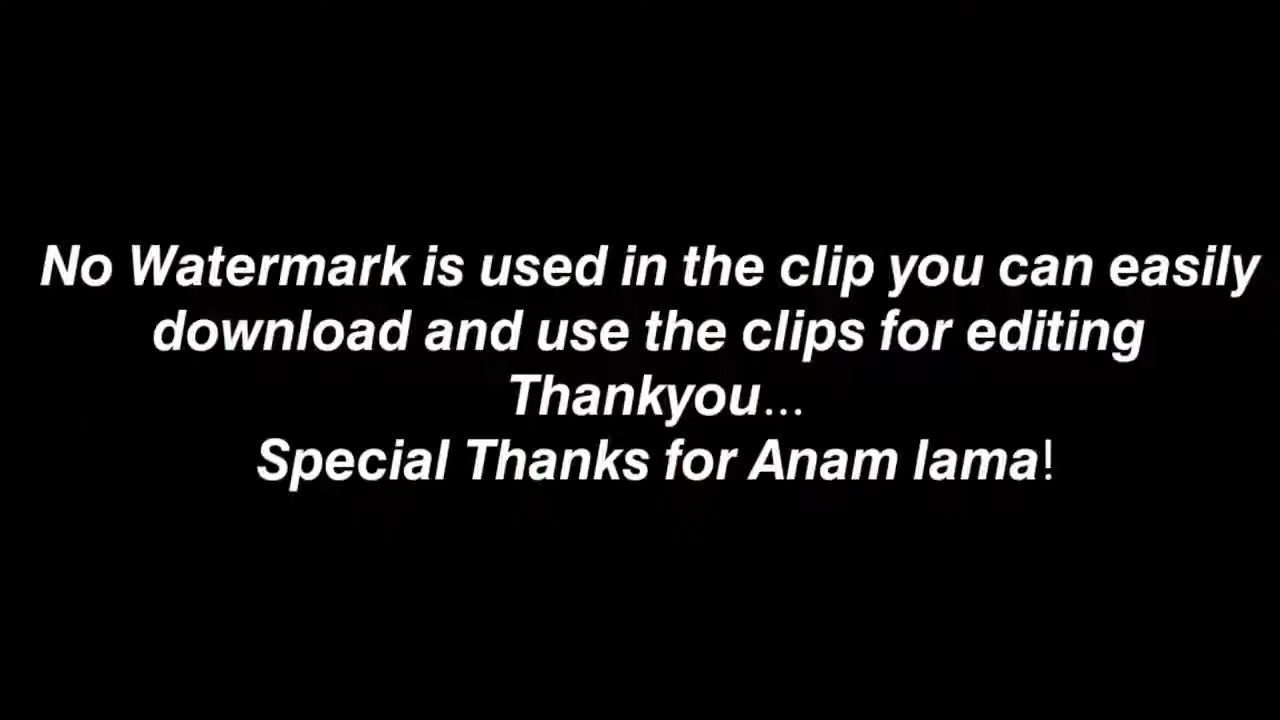 No Watermark is used in the clip you can easily
download and use the clips for editing
Thankyou...
Special Thanks for Anam lama!